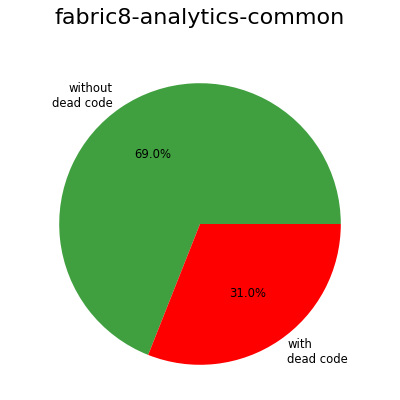 fabric8-analytics-common
without
dead code
69.0%
31.0%
with
dead code